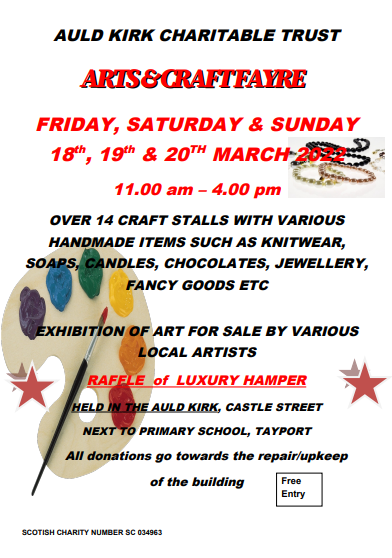 AULD KIRK CHARITABLE TRUST
ARTS & CRAFT FAYRE
FRIDAY, SATURDAY & SUNDAY
18th, 19th & 20TH MARCH 2022
11.00 am – 4.00 pm
OVER 14 CRAFT STALLS WITH VARIOUS
HANDMADE ITEMS SUCH AS KNITWEAR,
SOAPS, CANDLES, CHOCOLATES, JEWELLERY,
FANCY GOODS ETC
EXHIBITION OF ART FOR SALE BY VARIOUS
LOCAL ARTISTS
RAFFLE of LUXURY HAMPER
HELD IN THE AULD KIRK, CASTLE STREET
NEXT TO PRIMARY SCHOOL, TAYPORT
All donations go towards the repair/upkeep
of the building
Free
Entry
SCOTISH CHARITY NUMBER SC 034963